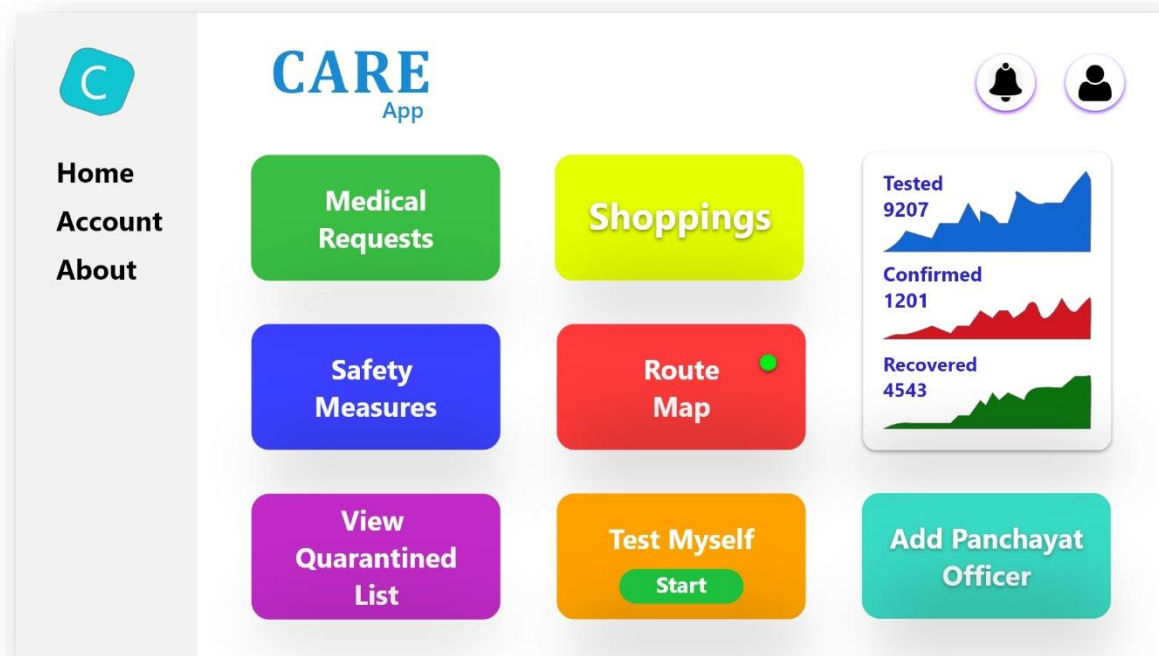 C
Home
Account
About
CARE
App
Medical
Requests
Shoppings
Tested
9207
Confirmed
1201
Recovered
4543
Safety
Measures
Route
Map
View
Quarantined
List
Test Myself
Start
Add Panchayat
Officer